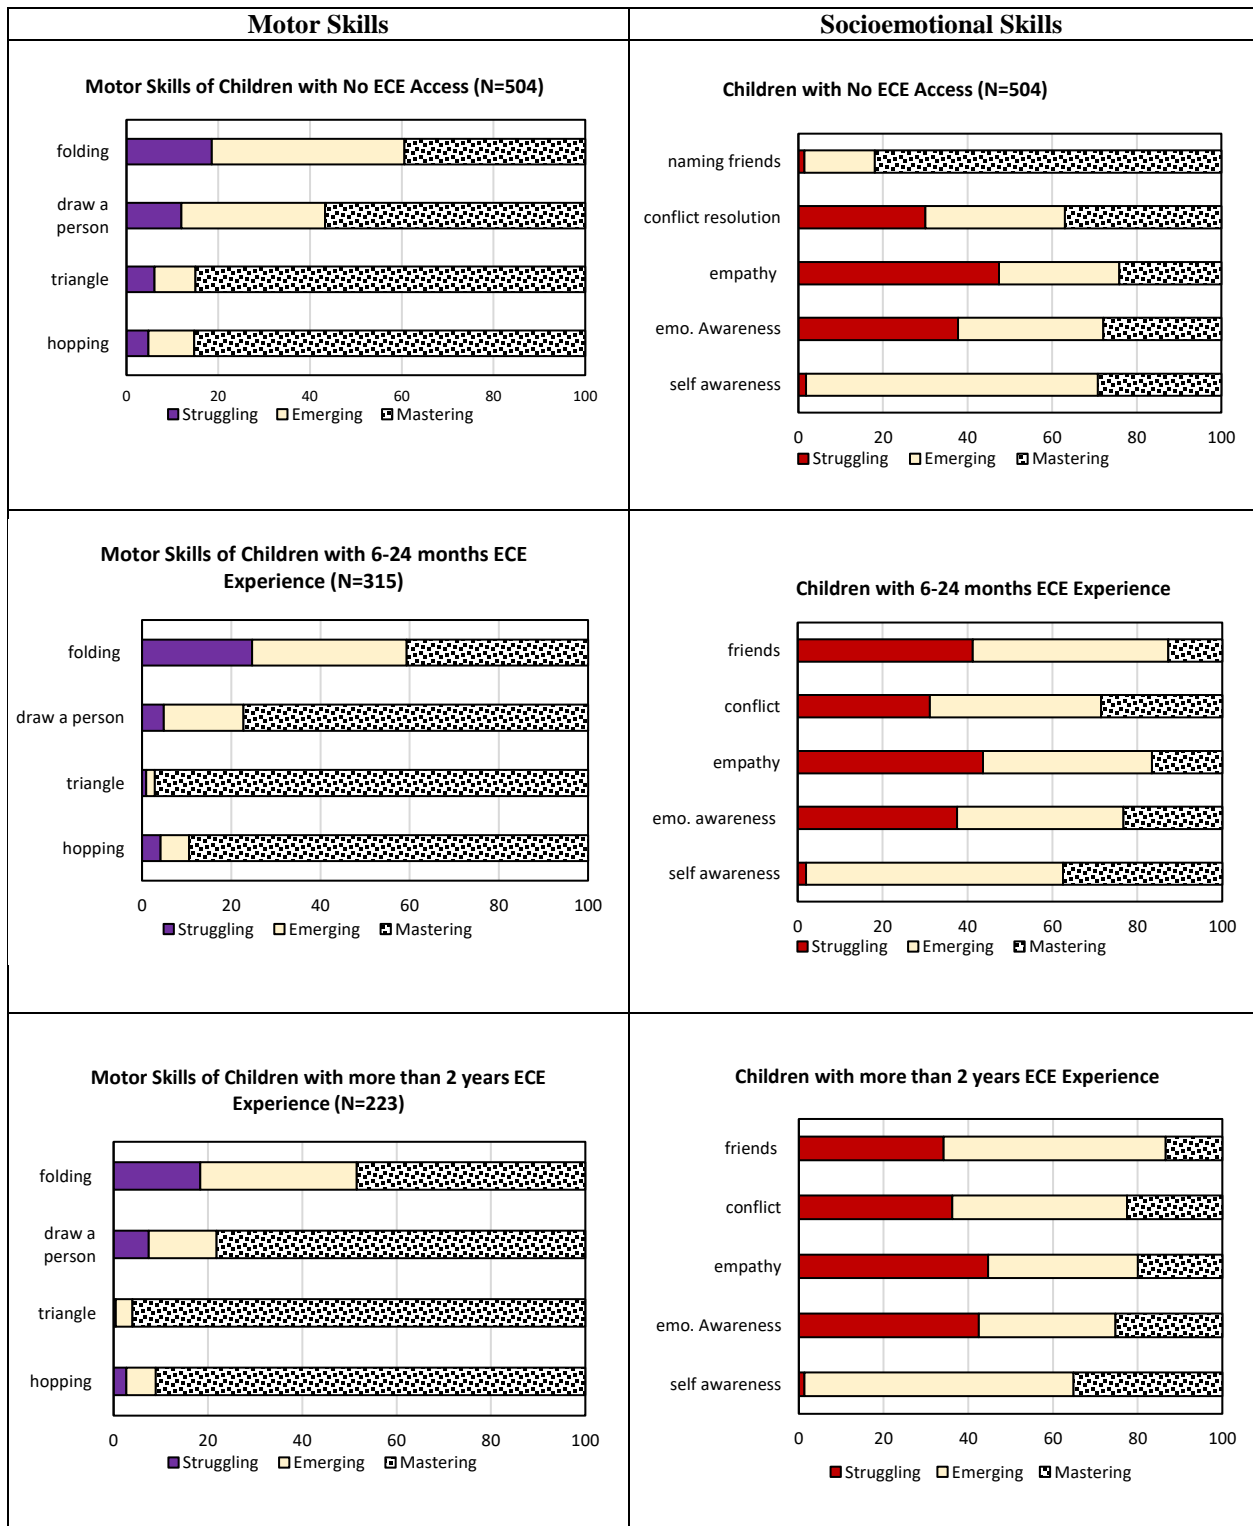 Motor Skills
Socioemotional Skills
Motor Skills of Children with No ECE Access (N=504)
folding
draw a
person
triangle
hopping
0 20 40 60 80 100
Struggling Emerging Mastering
Children with No ECE Access (N=504)
naming friends
conflict resolution
empathy
emo. Awareness
self awareness
0 20 40 60 80 100
Struggling Emerging Mastering
Motor Skills of Children with 6-24 months ECE
Experience (N=315)
folding
draw a person
triangle
hopping
0 20 40 60 80 100
Struggling Emerging Mastering
Children with 6-24 months ECE Experience
friends
conflict
empathy
emo. awareness
self awareness
0 20 40 60 80 100
Struggling Emerging Mastering
Motor Skills of Children with more than 2 years ECE
Experience (N=223)
folding
draw a
person
triangle
hopping
0 20 40 60 80 100
Struggling Emerging Mastering
Children with more than 2 years ECE Experience
friends
conflict
empathy
emo. Awareness
self awareness
0 20 40 60 80 100
Struggling Emerging Mastering